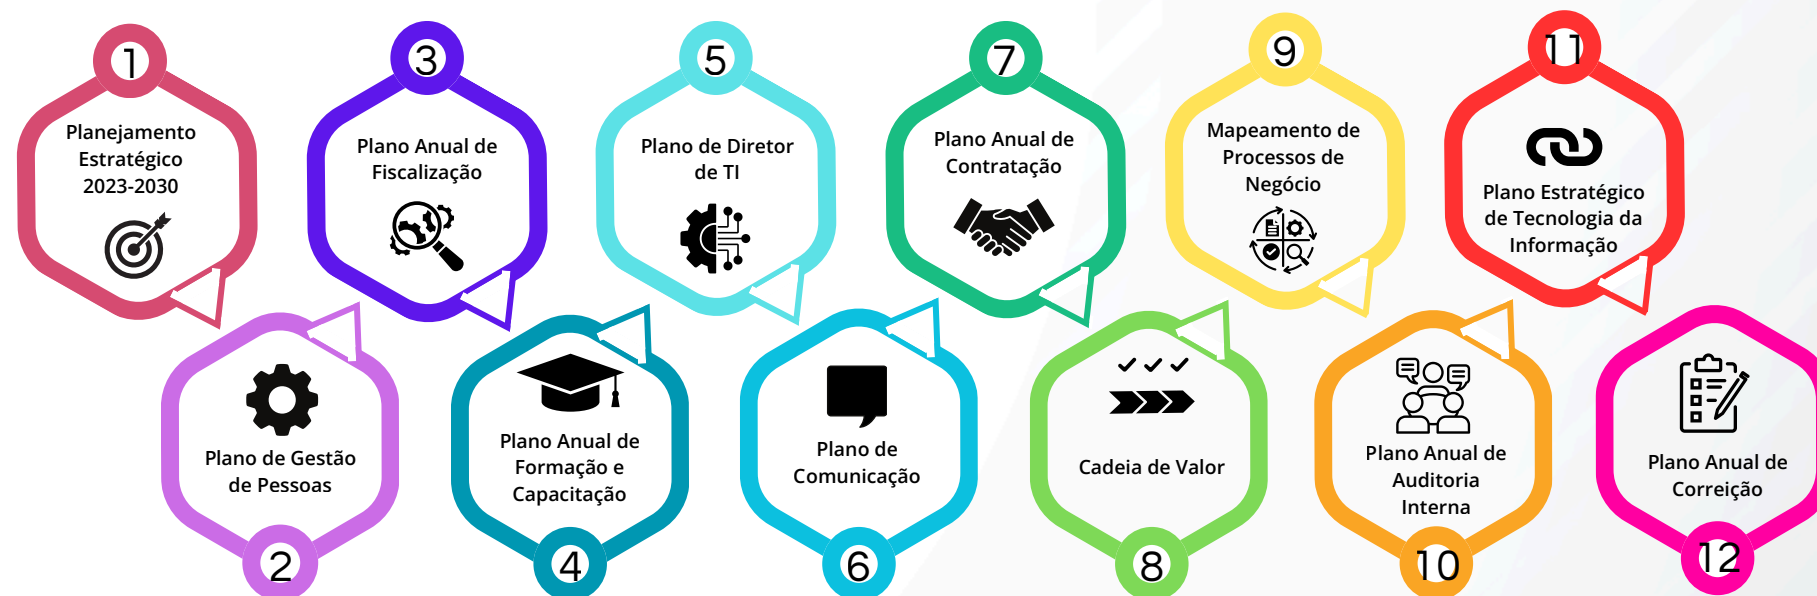 1
Planejamento
Estratégico
2023-2030
2
Plano de Gestão
de Pessoas
3
Plano Anual de
Fiscalização
4
Plano Anual de
Formação e
Capacitação
5
Plano de Diretor
de TI
6
Plano de
Comunicação
7
Plano Anual de
Contratação
8
Cadeia de Valor
9
Mapeamento de
Processos de
Negócio
10
Plano Anual de
Auditoria
Interna
11
Plano Estratégico
de Tecnologia da
Informação
12
Plano Anual de
Correição